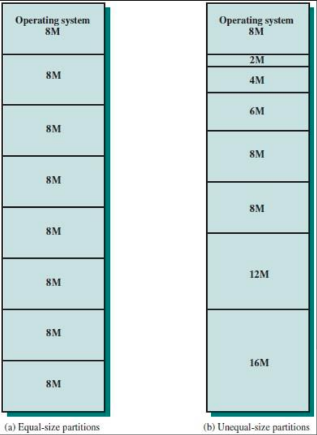 Operating system
8M
8M
8M
8M
8M
8M
8M
8M
(a) Equal-size partitions
Operating system
8M
2M
4M
6M
8M
8M
12M
16M
(b) Unequal-size partitions